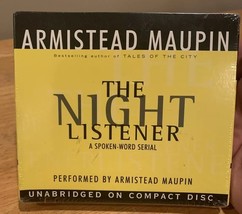 ARMISTEAD MAUPIN
Bestselling author of TALES OF THE CITY
THE
NIGHT
LISTENER
A SPOKEN-WORD SERIAL
PERFORMED BY ARMISTEAD MAUPIN
UNABRIDGED ON COMPACT DISC